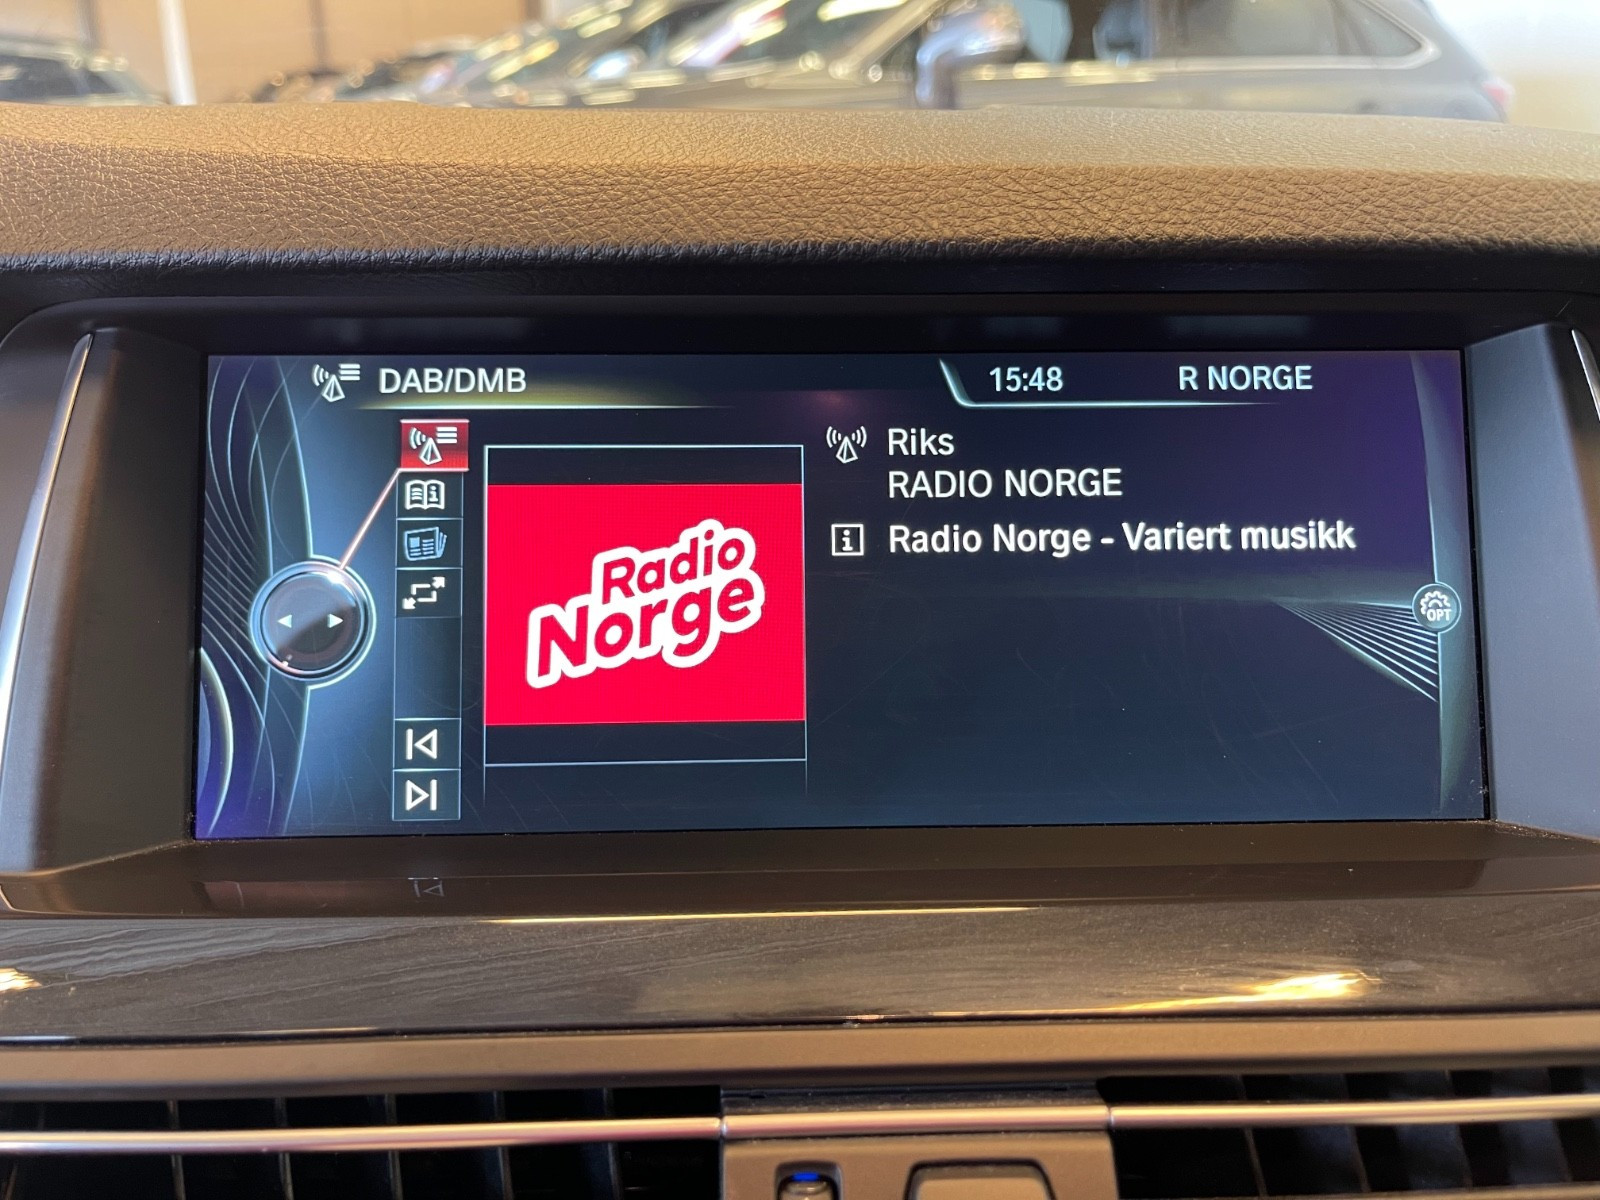 DAB/DMB
15:48
R NORGE
Riks
RADIO NORGE
Radio Norge - Variert musikk
Radio
Norge
OPT